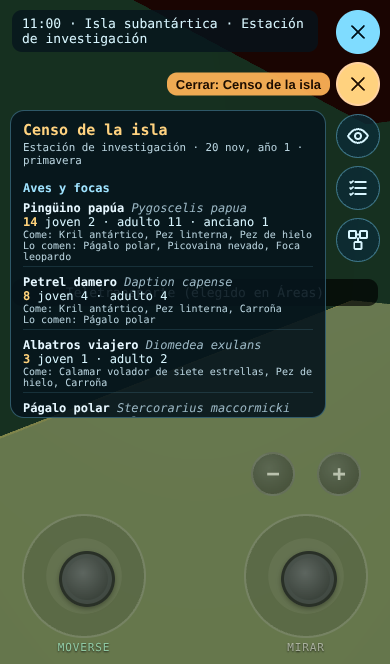 11:00 · Isla subantártica · Estación
de investigación
Cerrar: Censo de la isla
Censo de la isla
Estación de investigación · 20 nov, año 1 ·
primavera
Aves y focas
Pingüino papúa Pygoscelis papua
14 joven 2 · adulto 11 · anciano 1
Come: Kril antártico, Pez linterna, Pez de hielo
Lo comen: Págalo polar, Picovaina nevado, Foca
leopardo
Petrel damero Daption capense
8 joven 4 · adulto 4
(elegido en Áreas)
Come: Kril antártico, Pez linterna, Carroña
Lo comen: Págalo polar
Albatros viajero Diomedea exulans
3 joven 1 · adulto 2
Come: Calamar volador de siete estrellas, Pez de
hielo, Carroña
Págalo polar Stercorarius maccormicki
MOVERSE
MIRAR